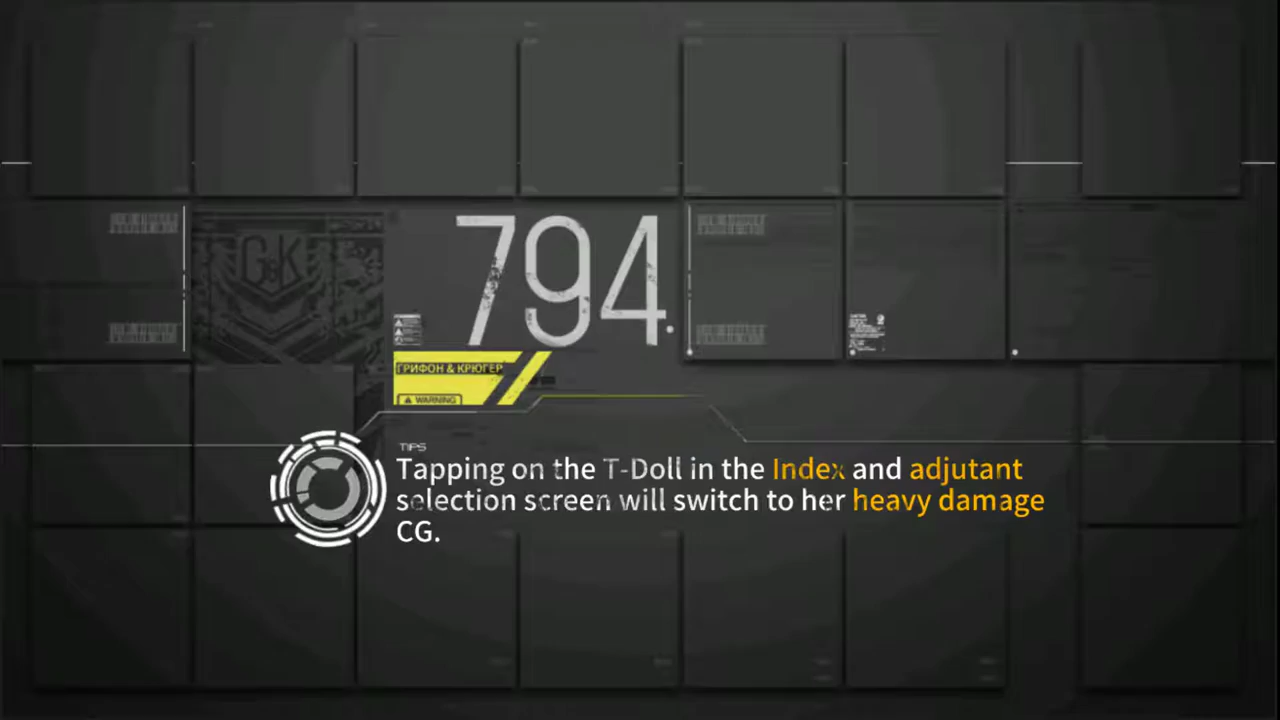 G&K
794.
ГРИФОН & КРЮГЕР
WARNING
TIPS
Tapping on the T-Doll in the Index and adjutant
selection screen will switch to her heavy damage
CG.